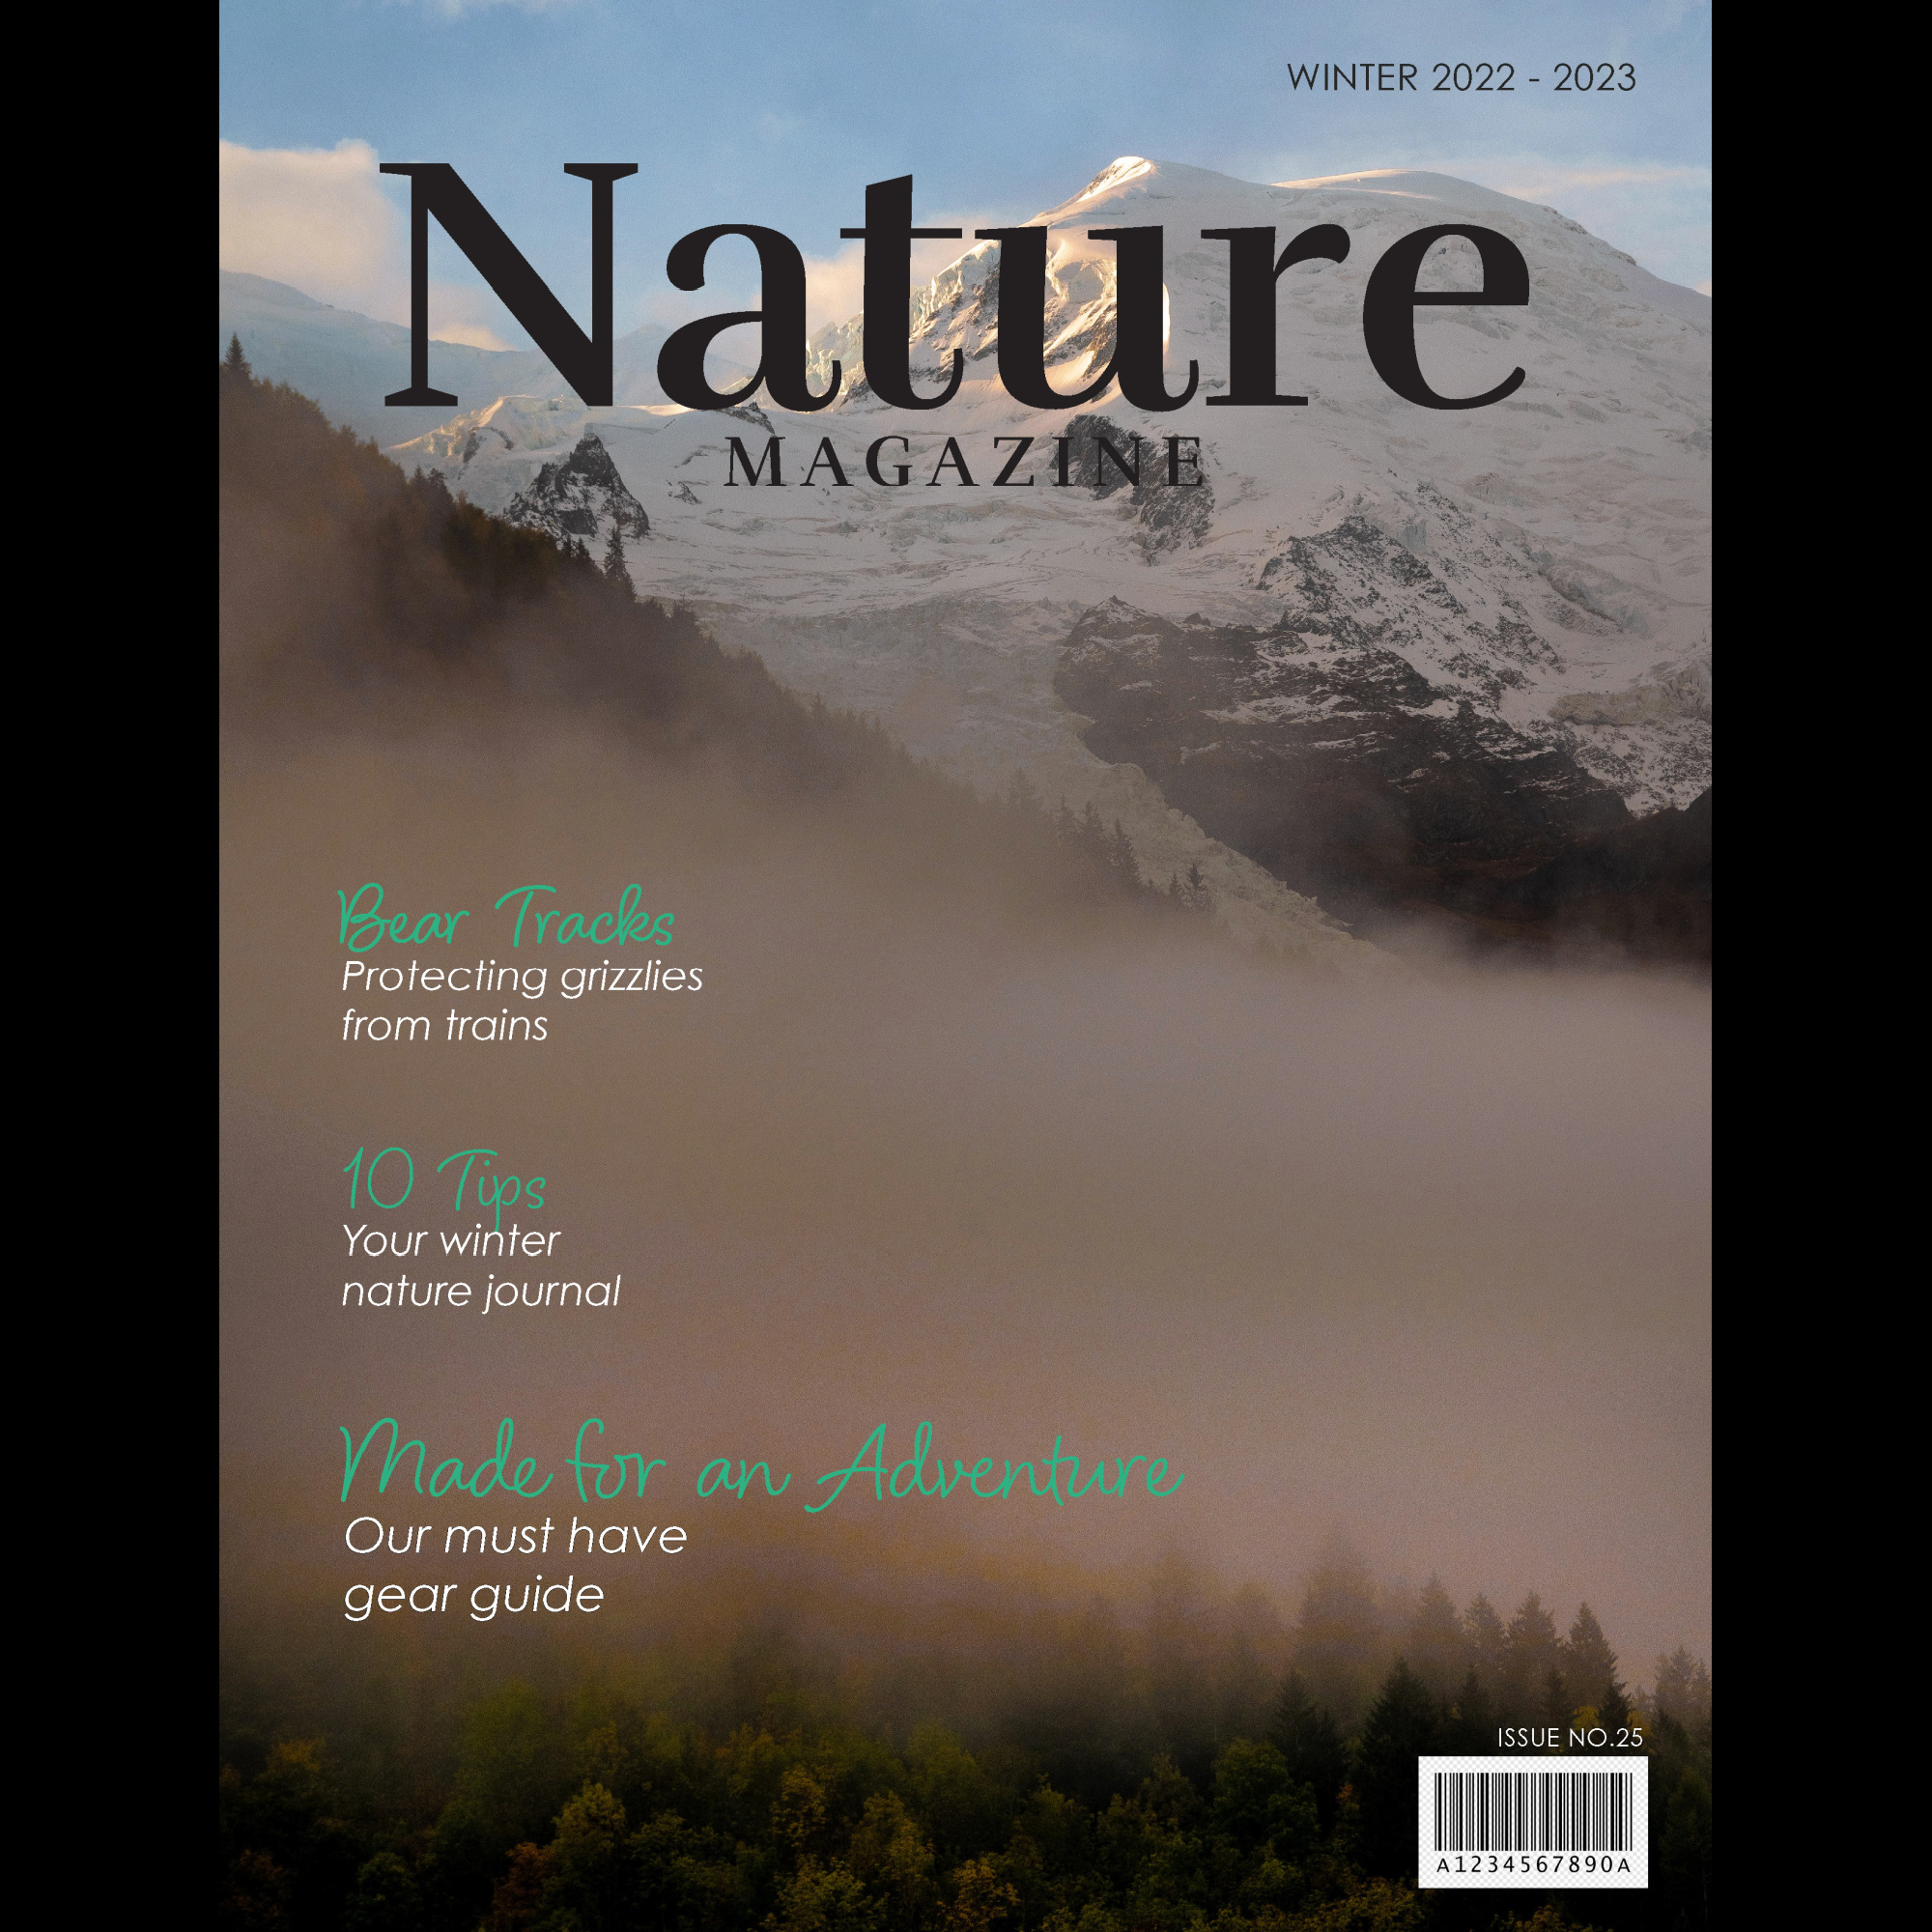 WINTER 2022 - 2023
Nature
MAGAZINE
Bear Tracks
Protecting grizzlies
from trains
10 Tips
Your winter
nature journal
Made for an Adventure
Our must have
gear guide
ISSUE NO.25
A1234567890A